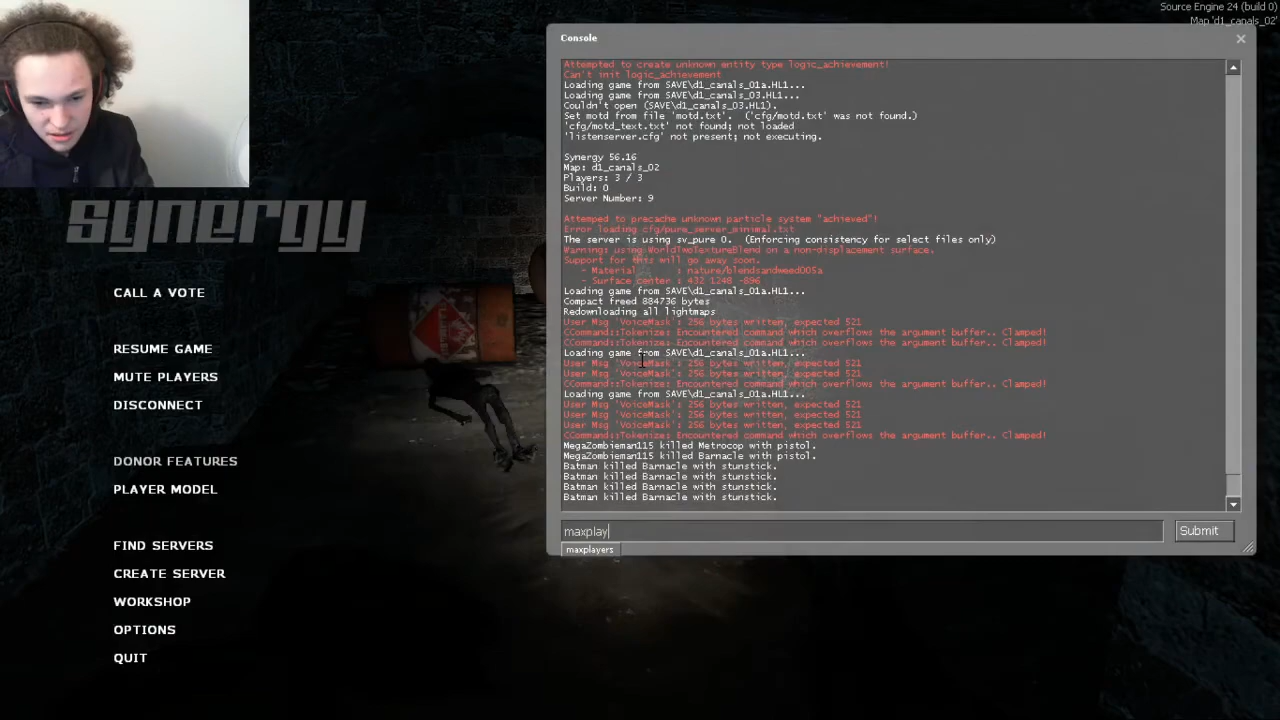 Source Engine 24 (build 0)
Map 'd1_canals_02'
Console
Attempted to create unknown entity type logic_achievement!
Can't init logic_achievement
Loading game from SAVE\d1_canals_01a.HL1...
Loading game from SAVE\d1_canals_03.HL1...
Couldn't open (SAVE\d1_canals_03.HL1).
Set motd from file 'motd.txt'.  ('cfg/motd.txt' was not found.)
'cfg/motd_text.txt' not found; not loaded
'listenserver.cfg' not present; not executing.
Synergy 56.16
Map: d1_canals_02
Players: 3 / 3
Build: 0
Server Number: 9
Attemped to precache unknown particle system "achieved"!
Error loading cfg/pure_server_minimal.txt
The server is using sv_pure 0.  (Enforcing consistency for select files only)
Warning: using WorldTwoTextureBlend on a non-displacement surface.
Support for this will go away soon.
- Material : nature/blendsandweed005a
- Surface center : 432 1248 -896
Loading game from SAVE\d1_canals_01a.HL1...
Compact freed 884736 bytes
Redownloading all lightmaps
User Msg 'VoiceMask': 256 bytes written, expected 521
CCommand::Tokenize: Encountered command which overflows the argument buffer.. Clamped!
CCommand::Tokenize: Encountered command which overflows the argument buffer.. Clamped!
Loading game from SAVE\d1_canals_01a.HL1...
User Msg 'VoiceMask': 256 bytes written, expected 521
User Msg 'VoiceMask': 256 bytes written, expected 521
CCommand::Tokenize: Encountered command which overflows the argument buffer.. Clamped!
Loading game from SAVE\d1_canals_01a.HL1...
User Msg 'VoiceMask': 256 bytes written, expected 521
User Msg 'VoiceMask': 256 bytes written, expected 521
User Msg 'VoiceMask': 256 bytes written, expected 521
CCommand::Tokenize: Encountered command which overflows the argument buffer.. Clamped!
MegaZombieman115 killed Metrocop with pistol.
MegaZombieman115 killed Barnacle with pistol.
Batman killed Barnacle with stunstick.
Batman killed Barnacle with stunstick.
Batman killed Barnacle with stunstick.
Batman killed Barnacle with stunstick.
maxplay
Submit
maxplayers
synergy
CALL A VOTE
RESUME GAME
MUTE PLAYERS
DISCONNECT
DONOR FEATURES
PLAYER MODEL
FIND SERVERS
CREATE SERVER
WORKSHOP
OPTIONS
QUIT